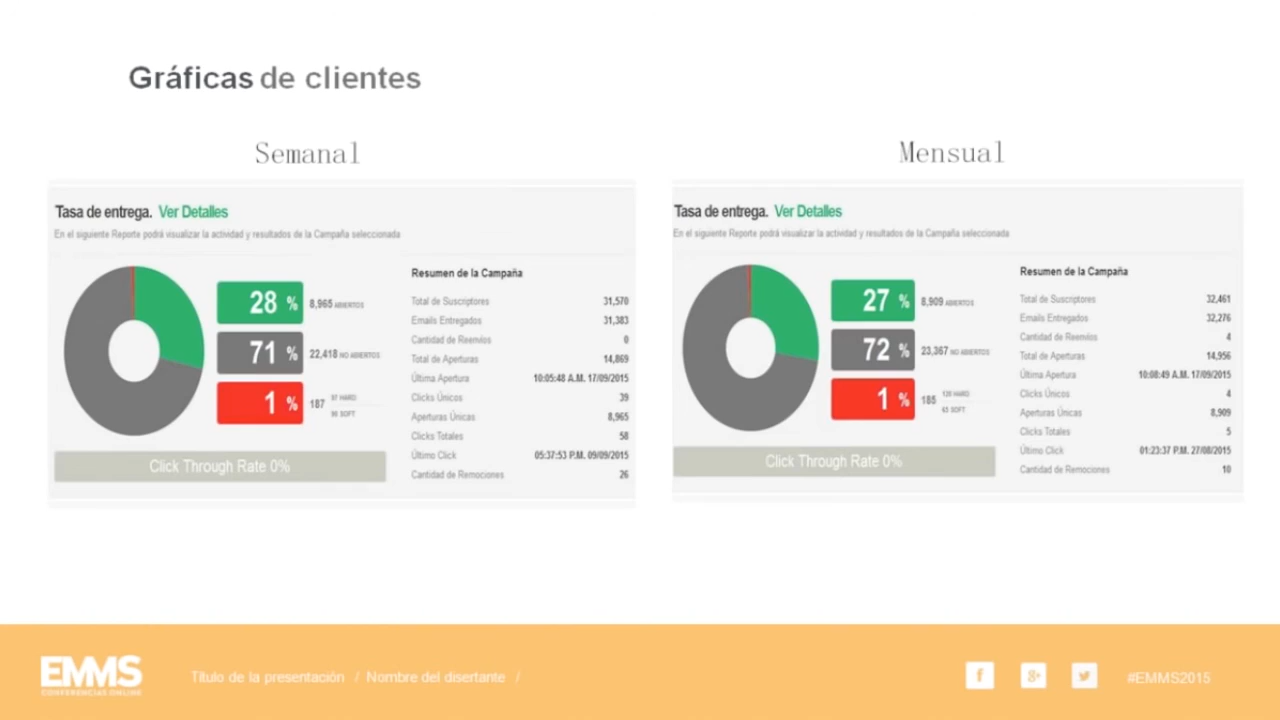 Gráficas de clientes
Semanal
Tasa de entrega. Ver Detalles
En el siguiente Reporte podrá visualizar la actividad y resultados de la Campaña seleccionada
28 % 8,965 ABIERTOS
71 % 22,418 NO ABIERTOS
1 % 187 97 HARD
90 SOFT
Click Through Rate 0%
Resumen de la Campaña
Total de Suscriptores 31,570
Emails Entregados 31,383
Cantidad de Reenvíos 0
Total de Aperturas 14,869
Última Apertura 10:05:48 A.M. 17/09/2015
Clicks Únicos 39
Aperturas Únicas 8,965
Clicks Totales 58
Último Click 05:37:53 P.M. 09/09/2015
Cantidad de Remociones 26
Mensual
Tasa de entrega. Ver Detalles
En el siguiente Reporte podrá visualizar la actividad y resultados de la Campaña seleccionada
27 % 8,909 ABIERTOS
72 % 23,367 NO ABIERTOS
1 % 185 120 HARD
65 SOFT
Click Through Rate 0%
Resumen de la Campaña
Total de Suscriptores 32,461
Emails Entregados 32,276
Cantidad de Reenvíos 4
Total de Aperturas 14,956
Última Apertura 10:08:49 A.M. 17/09/2015
Clicks Únicos 4
Aperturas Únicas 8,909
Clicks Totales 5
Último Click 01:23:37 P.M. 27/08/2015
Cantidad de Remociones 10
EMMS
CONFERENCIAS ONLINE
Título de la presentación / Nombre del disertante /
#EMMS2015